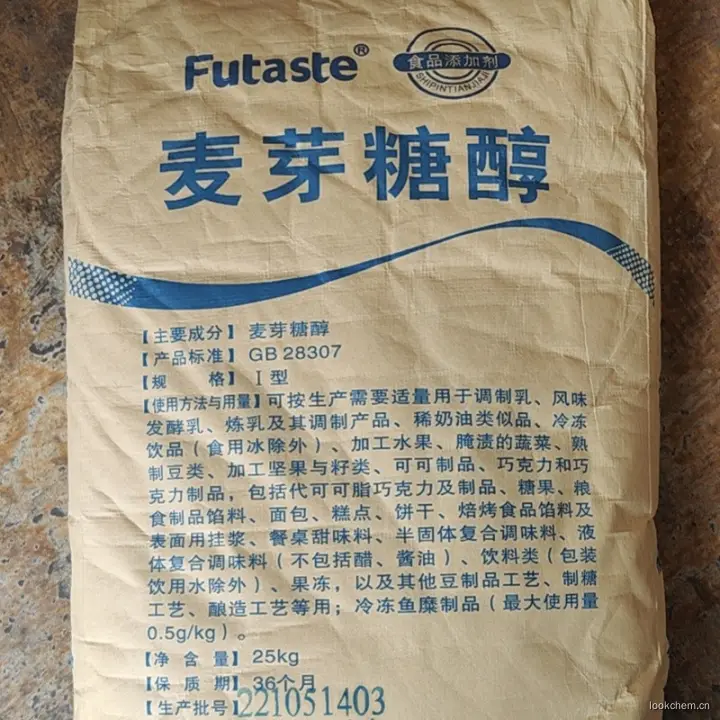 Futaste®
食品添加剂
SHIPINTIANJIAJI
麦芽糖醇
【主要成分】麦芽糖醇
【产品标准】GB 28307
【规 格】Ⅰ型
【使用方法与用量】可按生产需要适量用于调制乳、风味
发酵乳、炼乳及其调制产品、稀奶油类似品、冷冻
饮品（食用冰除外）、加工水果、腌渍的蔬菜、熟
制豆类、加工坚果与籽类、可可制品、巧克力和巧
克力制品，包括代可可脂巧克力及制品、糖果、粮
食制品馅料、面包、糕点、饼干、焙烤食品馅料及
表面用挂浆、餐桌甜味料、半固体复合调味料、液
体复合调味料（不包括醋、酱油）、饮料类（包装
饮用水除外）、果冻，以及其他豆制品工艺、制糖
工艺、酿造工艺等用；冷冻鱼糜制品（最大使用量
0.5g/kg）。
【净 含 量】25kg
【保 质 期】36个月
【生产批号】221051403
lookchem.cn